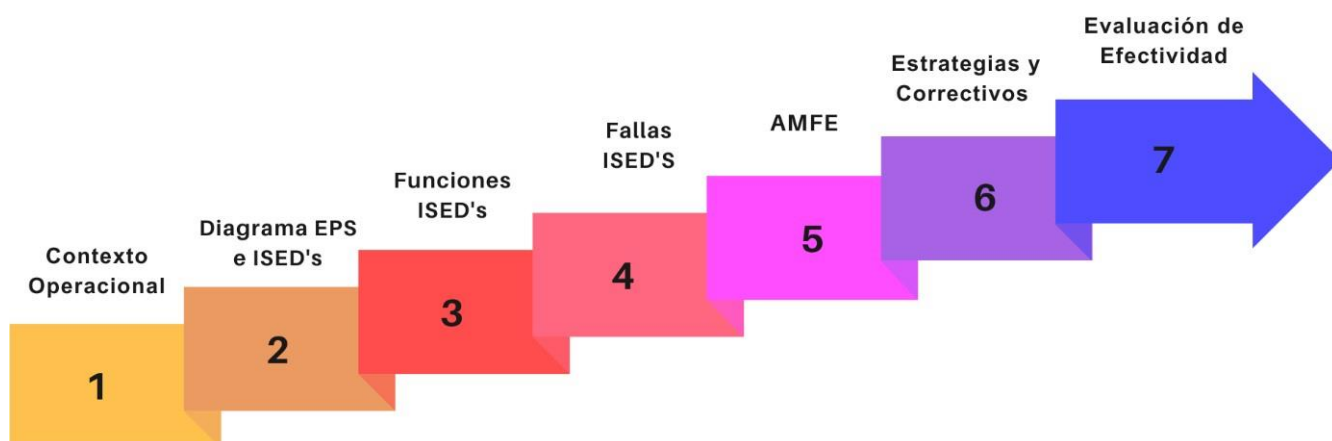 Contexto
Operacional
1
Diagrama EPS
e ISED's
2
Funciones
ISED's
3
Fallas
ISED'S
4
AMFE
5
Estrategias y
Correctivos
6
Evaluación de
Efectividad
7